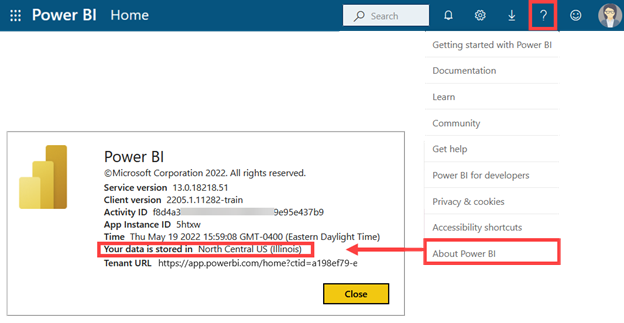 Power BI Home
Search
?
Getting started with Power BI
Documentation
Learn
Community
Get help
Power BI for developers
Privacy & cookies
Accessibility shortcuts
About Power BI
Power BI
©Microsoft Corporation 2022. All rights reserved.
Service version 13.0.18218.51
Client version 2205.1.11282-train
Activity ID f8d4a3 9e95e437b9
App Instance ID 5htxw
Time Thu May 19 2022 15:59:08 GMT-0400 (Eastern Daylight Time)
Your data is stored in North Central US (Illinois)
Tenant URL https://app.powerbi.com/home?ctid=a198ef79-e
Close